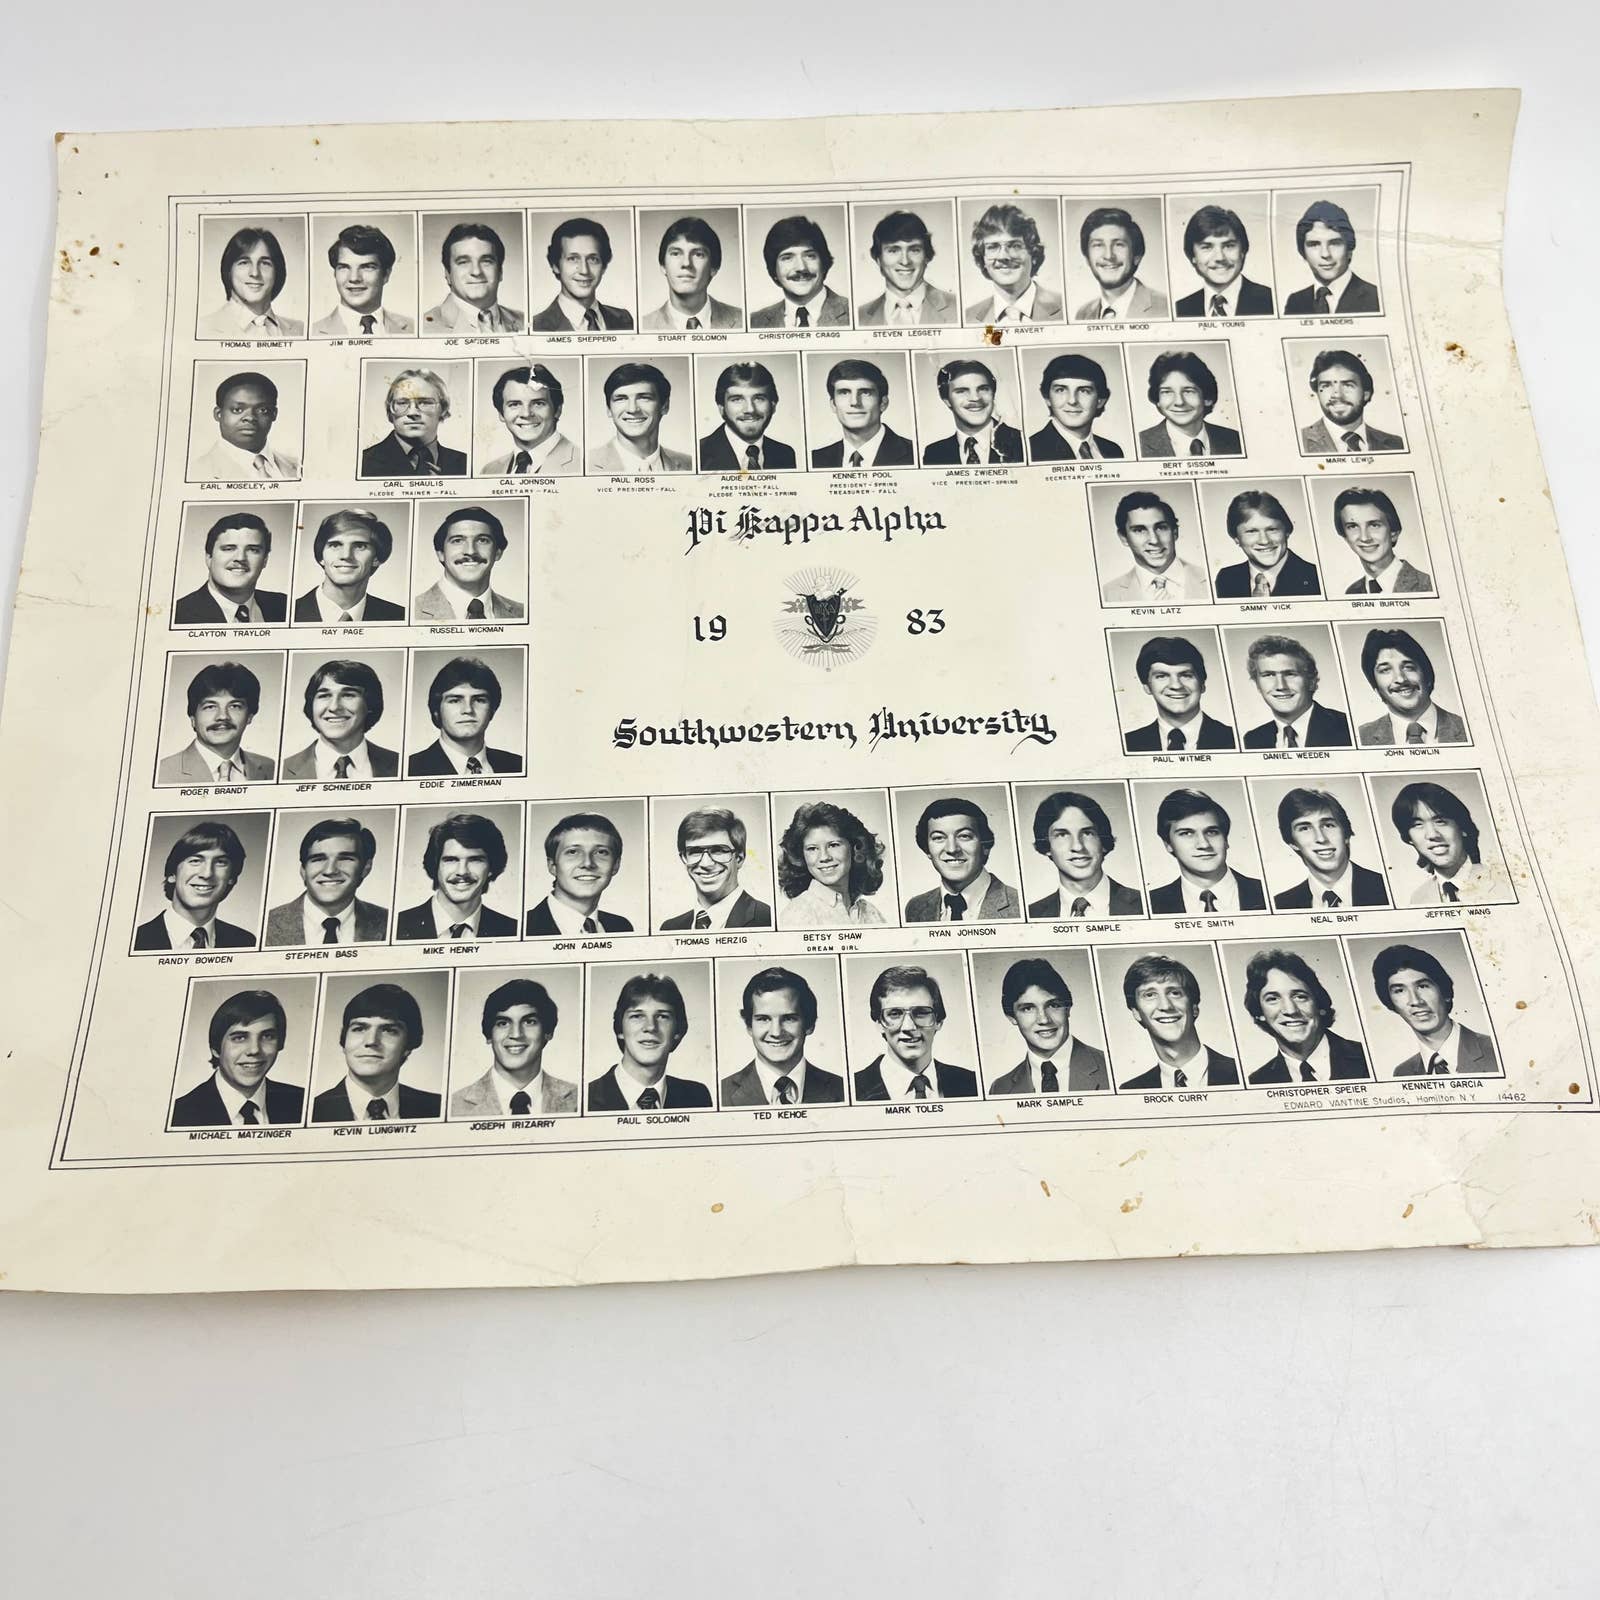 THOMAS BRUMETT
JIM BURKE
JOE SANDERS
JAMES SHEPPERD
STUART SOLOMON
CHRISTOPHER CRAGG
STEVEN LEGGETT
RAVERT
STATTLER MOOD
PAUL YOUNG
LES SANDERS
EARL MOSELEY, JR.
CARL SHAULIS
PLEDGE TRAINER-FALL
CAL JOHNSON
SECRETARY-FALL
PAUL ROSS
VICE PRESIDENT-FALL
AUDIE ALCORN
PRESIDENT-FALL
PLEDGE TRAINER-SPRING
KENNETH POOL
PRESIDENT-SPRING
TREASURER-FALL
JAMES ZWIENER
VICE PRESIDENT-SPRING
BRIAN DAVIS
SECRETARY-SPRING
BERT SISSOM
TREASURER-SPRING
MARK LEWIS
Pi Kappa Alpha
CLAYTON TRAYLOR
RAY PAGE
RUSSELL WICKMAN
19 83
KEVIN LATZ
SAMMY VICK
BRIAN BURTON
Southwestern University
ROGER BRANDT
JEFF SCHNEIDER
EDDIE ZIMMERMAN
PAUL WITMER
DANIEL WEEDEN
JOHN NOWLIN
RANDY BOWDEN
STEPHEN BASS
MIKE HENRY
JOHN ADAMS
THOMAS HERZIG
BETSY SHAW
DREAM GIRL
RYAN JOHNSON
SCOTT SAMPLE
STEVE SMITH
NEAL BURT
JEFFREY WANG
MICHAEL MATZINGER
KEVIN LUNGWITZ
JOSEPH IRIZARRY
PAUL SOLOMON
TED KEHOE
MARK TOLES
MARK SAMPLE
BROCK CURRY
CHRISTOPHER SPEIER
KENNETH GARCIA
EDWARD VANTINE Studios, Hamilton N.Y. 14462